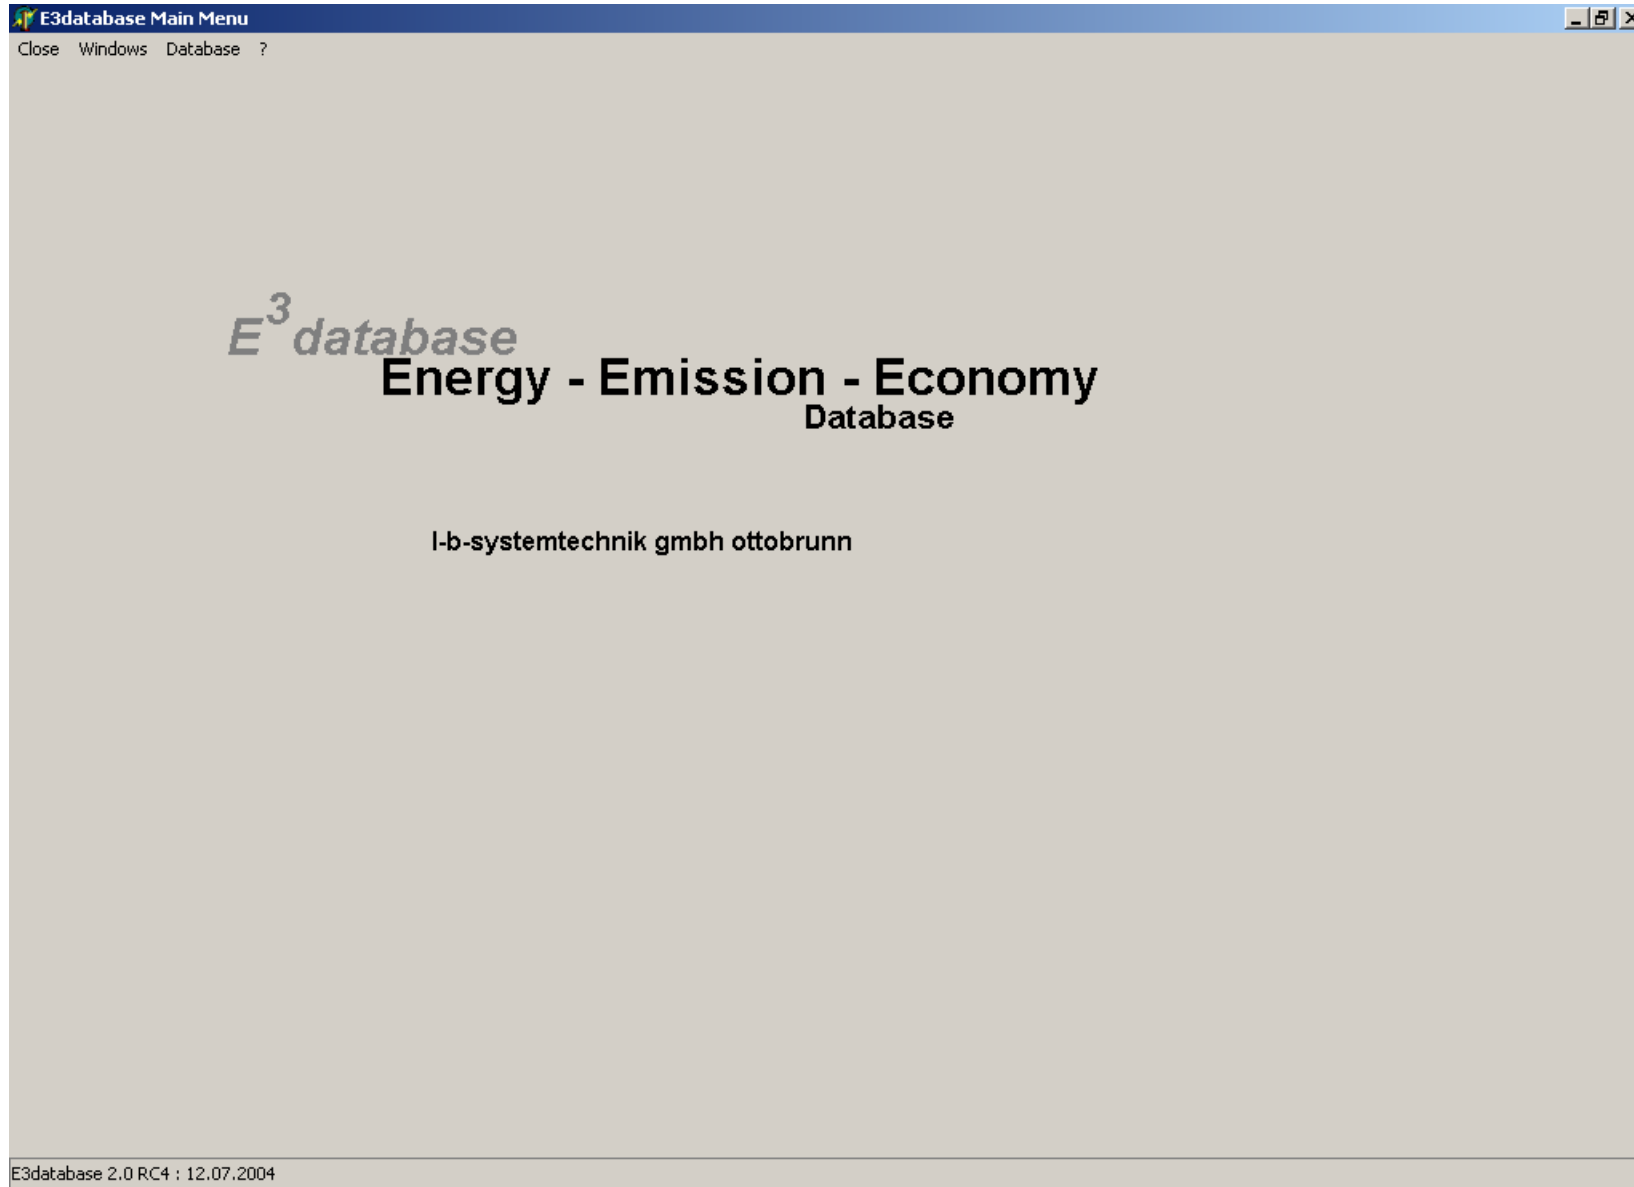 E3database Main Menu
Close Windows Database ?
E3database
Energy - Emission - Economy
Database
l-b-systemtechnik gmbh ottobrunn
E3database 2.0 RC4 : 12.07.2004